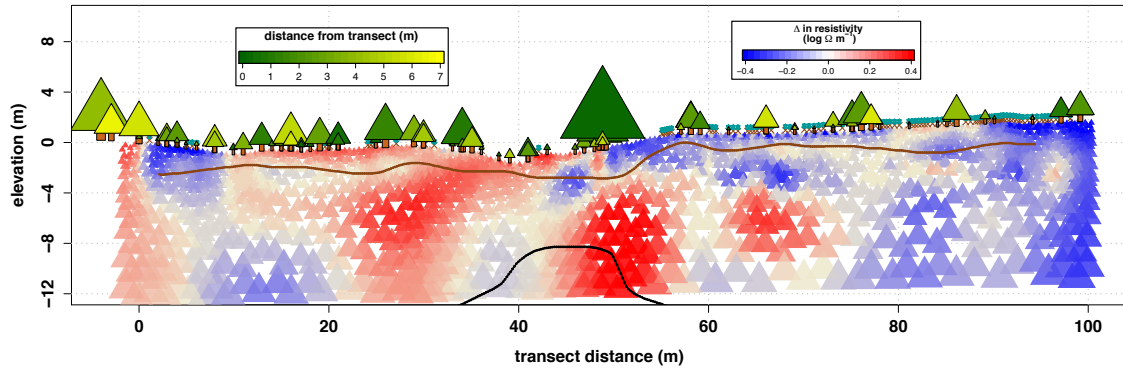 distance from transect (m)
0 1 2 3 4 5 6 7
Δ in resistivity
(log Ω m⁻¹)
−0.4 −0.2 0.0 0.2 0.4
elevation (m)
8
4
0
−4
−8
−12
0 20 40 60 80 100
transect distance (m)